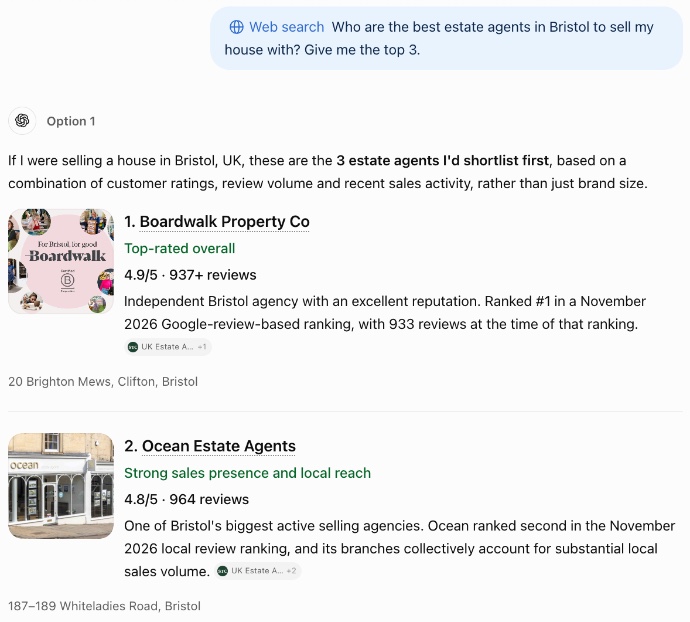 Web search Who are the best estate agents in Bristol to sell my
house with? Give me the top 3.
Option 1
If I were selling a house in Bristol, UK, these are the 3 estate agents I'd shortlist first, based on a
combination of customer ratings, review volume and recent sales activity, rather than just brand size.
For Bristol, for good
Boardwalk
1. Boardwalk Property Co
Top-rated overall
4.9/5 · 937+ reviews
Independent Bristol agency with an excellent reputation. Ranked #1 in a November
2026 Google-review-based ranking, with 933 reviews at the time of that ranking.
UK Estate A... +1
20 Brighton Mews, Clifton, Bristol
ocean
2. Ocean Estate Agents
Strong sales presence and local reach
4.8/5 · 964 reviews
One of Bristol's biggest active selling agencies. Ocean ranked second in the November
2026 local review ranking, and its branches collectively account for substantial local
sales volume. UK Estate A... +2
187–189 Whiteladies Road, Bristol